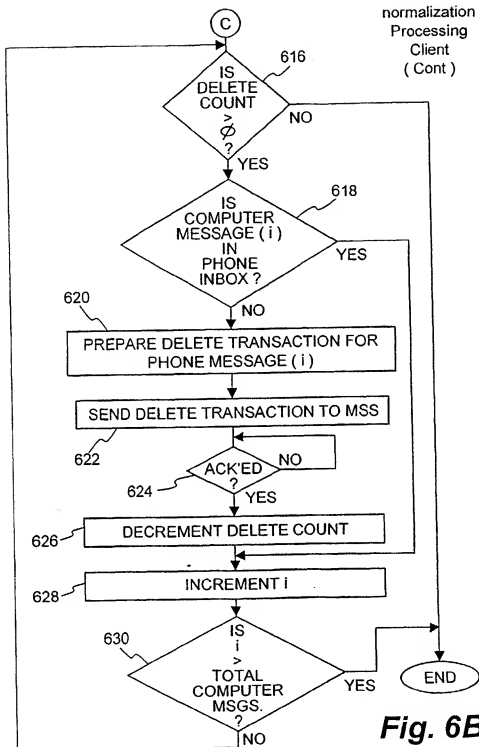 C
normalization
Processing
Client
( Cont )
616
IS
DELETE
COUNT
>
∅
?
NO
YES
618
IS
COMPUTER
MESSAGE ( i )
IN
PHONE
INBOX ?
YES
NO
620
PREPARE DELETE TRANSACTION FOR
PHONE MESSAGE ( i )
SEND DELETE TRANSACTION TO MSS
622
ACK'ED
?
NO
624
YES
DECREMENT DELETE COUNT
626
INCREMENT i
628
630
IS
i
>
TOTAL
COMPUTER
MSGS.
?
YES
NO
END
Fig. 6B